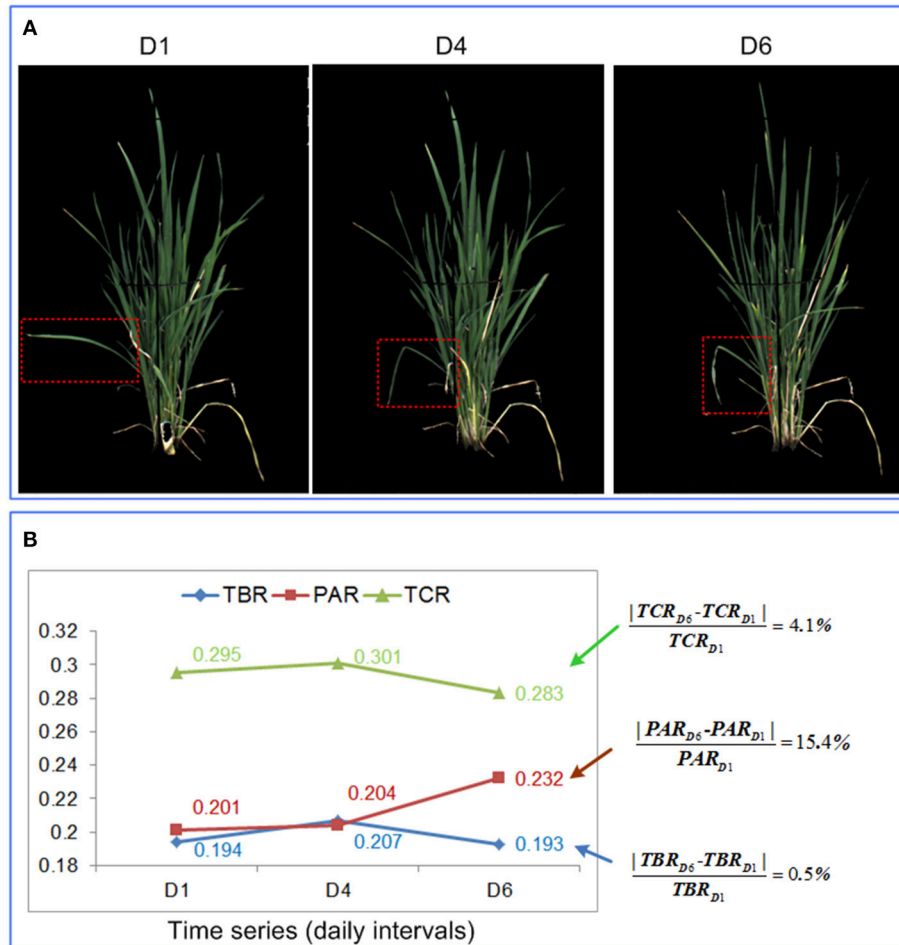 A
D1 D4 D6
B
TBR PAR TCR
0.32
0.3
0.28
0.26
0.24
0.22
0.2
0.18
0.295 0.301 0.283
0.201 0.204 0.232
0.194 0.207 0.193
D1 D4 D6
Time series (daily intervals)
|TCR_D6-TCR_D1|
TCR_D1
= 4.1%
|PAR_D6-PAR_D1|
PAR_D1
= 15.4%
|TBR_D6-TBR_D1|
TBR_D1
= 0.5%